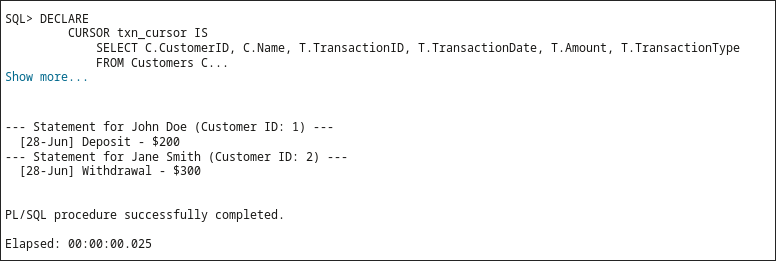 SQL> DECLARE
CURSOR txn_cursor IS
SELECT C.CustomerID, C.Name, T.TransactionID, T.TransactionDate, T.Amount, T.TransactionType
FROM Customers C...
Show more...
--- Statement for John Doe (Customer ID: 1) ---
[28-Jun] Deposit - $200
--- Statement for Jane Smith (Customer ID: 2) ---
[28-Jun] Withdrawal - $300
PL/SQL procedure successfully completed.
Elapsed: 00:00:00.025